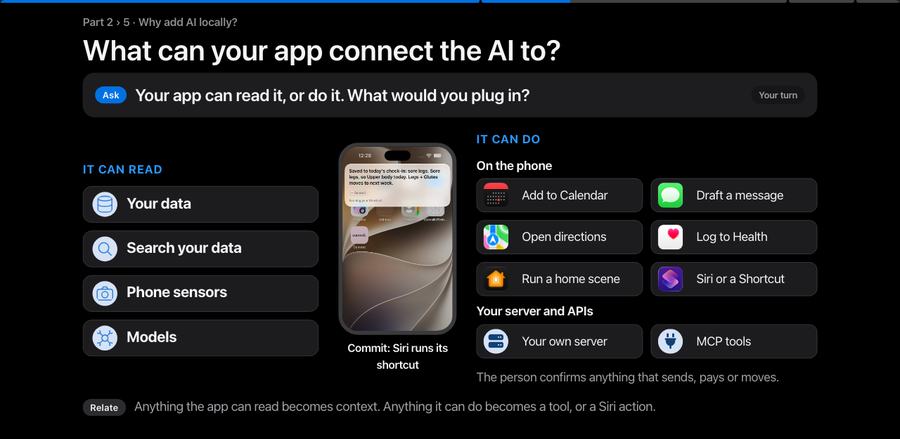 Part 2 › 5 · Why add AI locally?
What can your app connect the AI to?
Ask
Your app can read it, or do it. What would you plug in?
Your turn
IT CAN READ
Your data
Search your data
Phone sensors
Models
12:28
Saved to today's check-in: sore legs. Sore
legs, so Upper body today. Legs + Glutes
moves to next week.
Commit: Siri runs its
shortcut
IT CAN DO
On the phone
Add to Calendar
Draft a message
Open directions
Log to Health
Run a home scene
Siri or a Shortcut
Your server and APIs
Your own server
MCP tools
The person confirms anything that sends, pays or moves.
Relate
Anything the app can read becomes context. Anything it can do becomes a tool, or a Siri action.